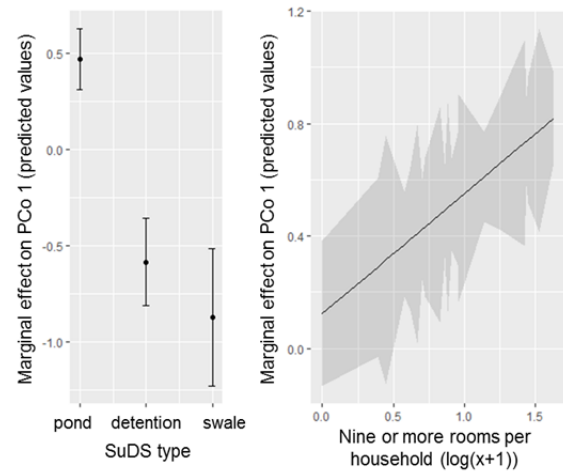 Marginal effect on PCo 1 (predicted values)
0.5
0.0
-0.5
-1.0
pond detention swale
SuDS type
Marginal effect on PCo 1 (predicted values)
1.2
0.8
0.4
0.0
0.0 0.5 1.0 1.5
Nine or more rooms per
household (log(x+1))